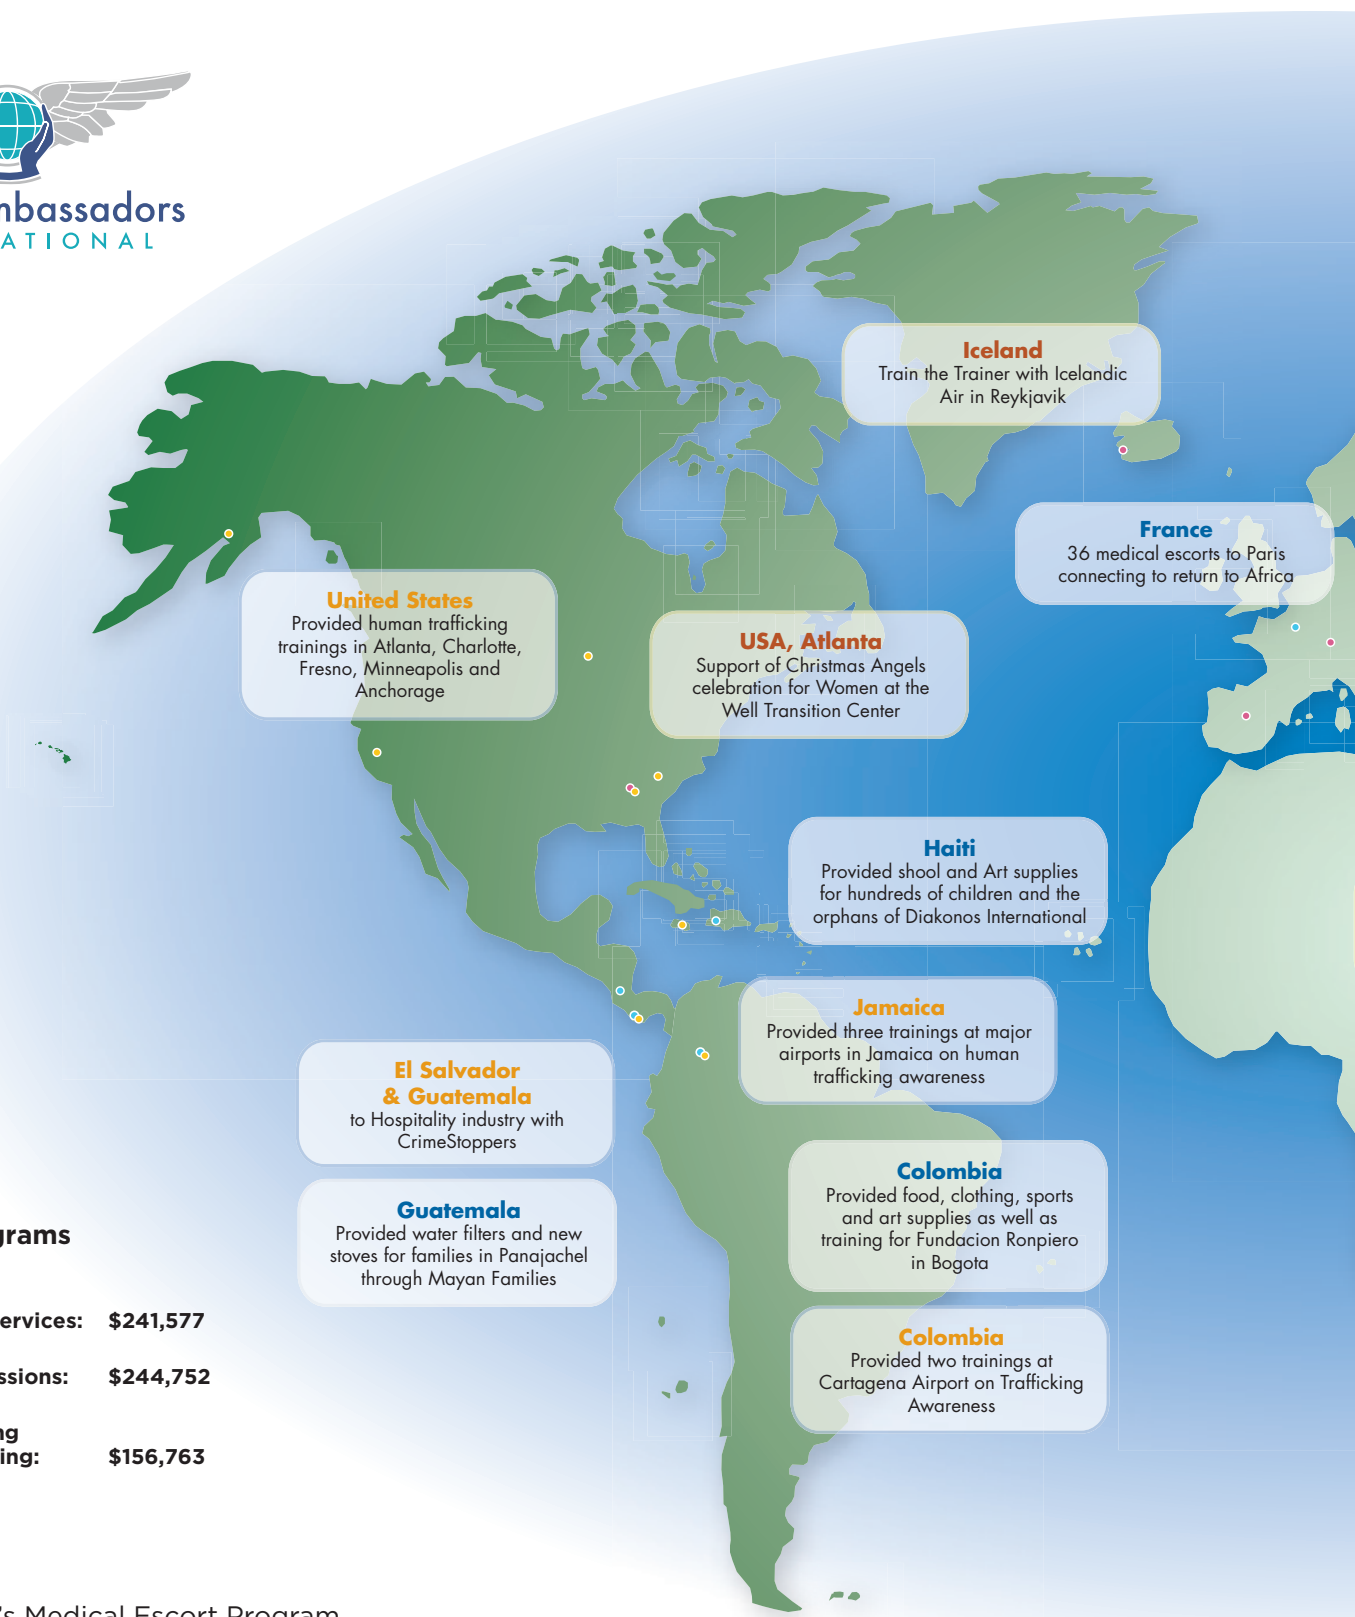 mbassadors
ATIONAL
Iceland
Train the Trainer with Icelandic
Air in Reykjavik
France
36 medical escorts to Paris
connecting to return to Africa
United States
Provided human trafficking
trainings in Atlanta, Charlotte,
Fresno, Minneapolis and
Anchorage
USA, Atlanta
Support of Christmas Angels
celebration for Women at the
Well Transition Center
Haiti
Provided shool and Art supplies
for hundreds of children and the
orphans of Diakonos International
Jamaica
Provided three trainings at major
airports in Jamaica on human
trafficking awareness
El Salvador
& Guatemala
to Hospitality industry with
CrimeStoppers
Guatemala
Provided water filters and new
stoves for families in Panajachel
through Mayan Families
Colombia
Provided food, clothing, sports
and art supplies as well as
training for Fundacion Ronpiero
in Bogota
Colombia
Provided two trainings at
Cartagena Airport on Trafficking
Awareness
grams
ervices: $241,577
ssions: $244,752
ng
ing: $156,763
's Medical Escort Program